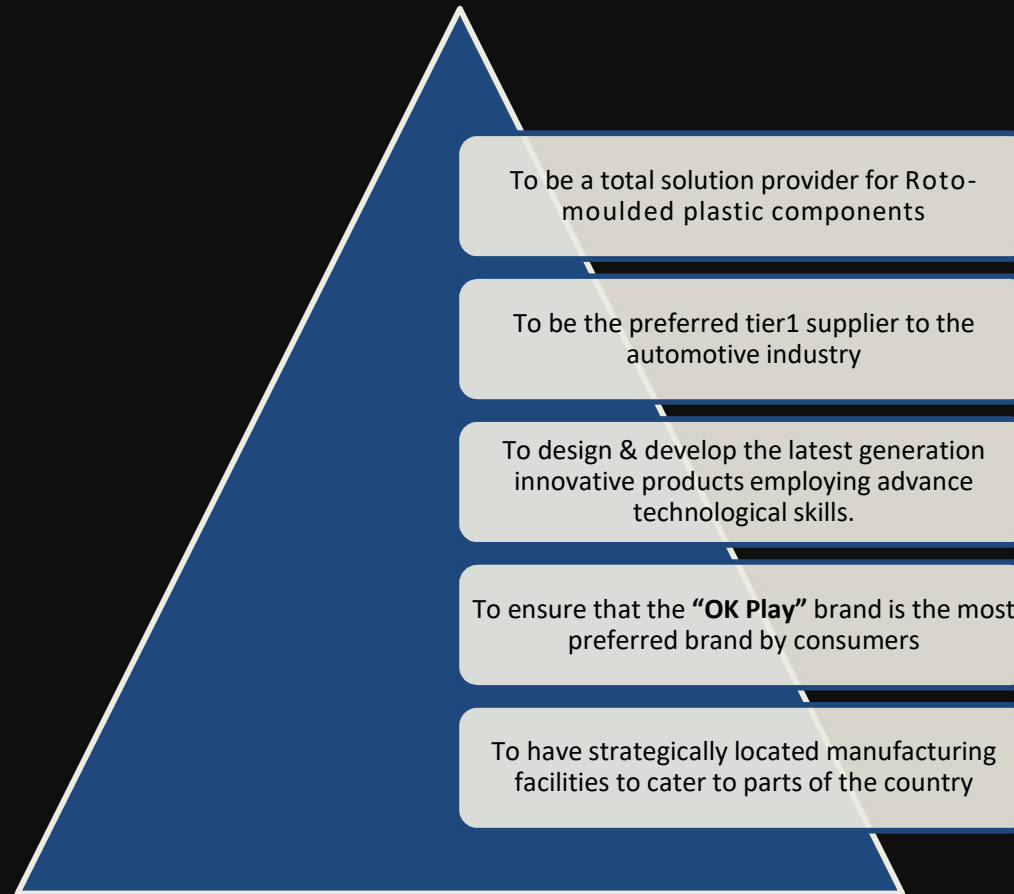 To be a total solution provider for Roto-
moulded plastic components
To be the preferred tier1 supplier to the
automotive industry
To design & develop the latest generation
innovative products employing advance
technological skills.
To ensure that the “OK Play” brand is the most
preferred brand by consumers
To have strategically located manufacturing
facilities to cater to parts of the country